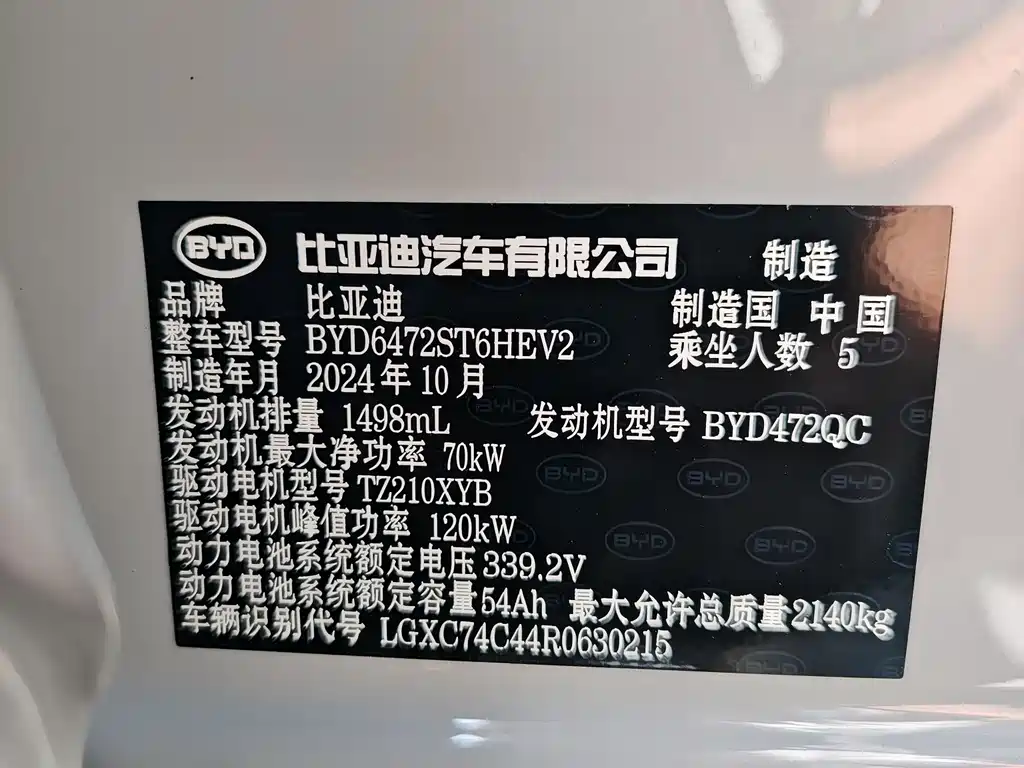 BYD 比亚迪汽车有限公司 制造
品牌 比亚迪 制造国 中国
整车型号 BYD6472ST6HEV2 乘坐人数 5
制造年月 2024年10月
发动机排量 1498mL 发动机型号 BYD472QC
发动机最大净功率 70kW
驱动电机型号 TZ210XYB
驱动电机峰值功率 120kW
动力电池系统额定电压 339.2V
动力电池系统额定容量 54Ah 最大允许总质量 2140kg
车辆识别代号 LGXC74C44R0630215